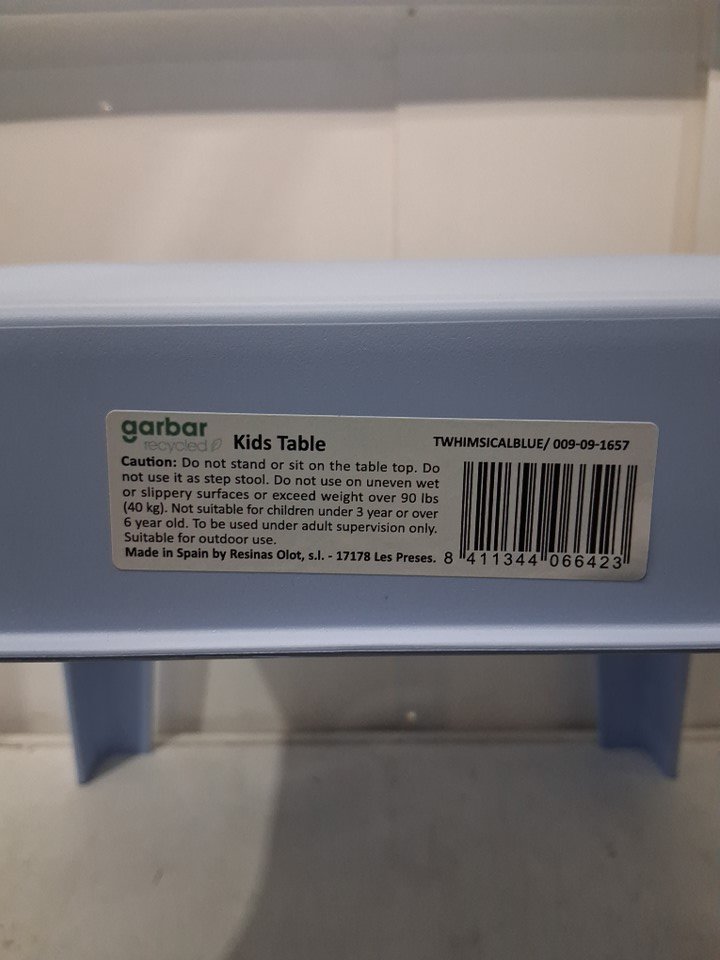 garbar
recycled
Kids Table
TWHIMSICALBLUE/ 009-09-1657
Caution: Do not stand or sit on the table top. Do
not use it as step stool. Do not use on uneven wet
or slippery surfaces or exceed weight over 90 lbs
(40 kg). Not suitable for children under 3 year or over
6 year old. To be used under adult supervision only.
Suitable for outdoor use.
Made in Spain by Resinas Olot, s.l. - 17178 Les Preses.
8 411344 066423